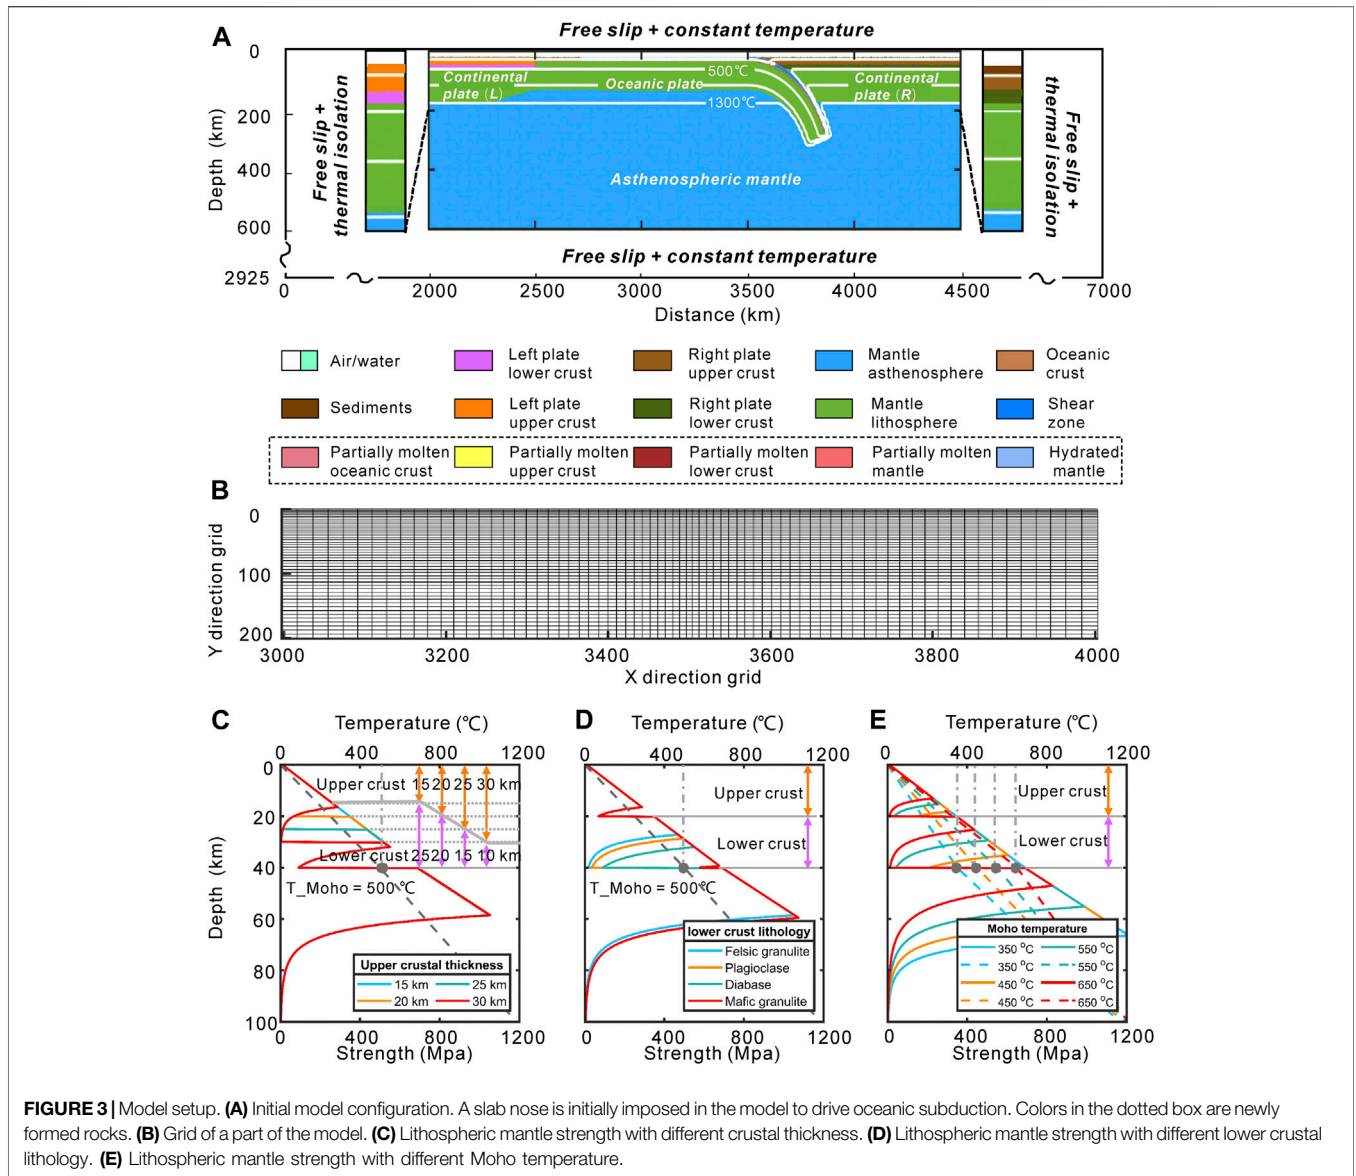 A
Free slip + constant temperature
0
200
400
600
2925
Depth (km)
Free slip +
thermal isolation
Continental
plate (L)
Oceanic plate
500℃
1300℃
Continental
plate (R)
Asthenospheric mantle
Free slip +
thermal isolation
Free slip + constant temperature
0 2000 2500 3000 3500 4000 4500 7000
Distance (km)
Air/water
Left plate
lower crust
Right plate
upper crust
Mantle
asthenosphere
Oceanic
crust
Sediments
Left plate
upper crust
Right plate
lower crust
Mantle
lithosphere
Shear
zone
Partially molten
oceanic crust
Partially molten
upper crust
Partially molten
lower crust
Partially molten
mantle
Hydrated
mantle
B
0
100
200
Y direction grid
3000 3200 3400 3600 3800 4000
X direction grid
C
Temperature (℃)
0 400 800 1200
0
20
40
60
80
100
Depth (km)
Upper crust 15 20 25 30 km
Lower crust 25 20 15 10 km
T_Moho = 500℃
Upper crustal thickness
15 km 25 km
20 km 30 km
0 400 800 1200
Strength (Mpa)
D
Temperature (℃)
0 400 800 1200
Upper crust
Lower crust
T_Moho = 500℃
lower crust lithology
Felsic granulite
Plagioclase
Diabase
Mafic granulite
0 400 800 1200
Strength (Mpa)
E
Temperature (℃)
0 400 800 1200
0
20
40
60
80
100
Depth (km)
Upper crust
Lower crust
Moho temperature
350 °C 550 °C
350 °C 550 °C
450 °C 650 °C
450 °C 650 °C
0 400 800 1200
Strength (Mpa)
FIGURE 3 | Model setup. (A) Initial model configuration. A slab nose is initially imposed in the model to drive oceanic subduction. Colors in the dotted box are newly
formed rocks. (B) Grid of a part of the model. (C) Lithospheric mantle strength with different crustal thickness. (D) Lithospheric mantle strength with different lower crustal
lithology. (E) Lithospheric mantle strength with different Moho temperature.